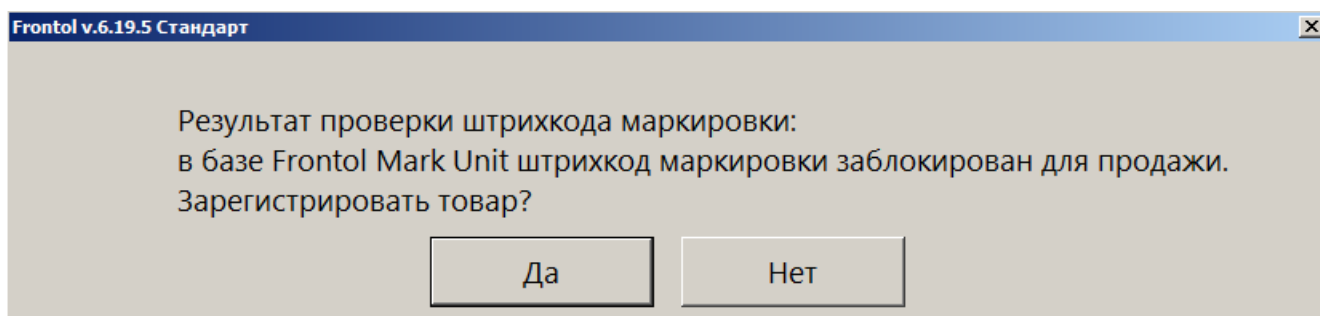 Frontol v.6.19.5 Стандарт
Результат проверки штрихкода маркировки:
в базе Frontol Mark Unit штрихкод маркировки заблокирован для продажи.
Зарегистрировать товар?
Да Нет